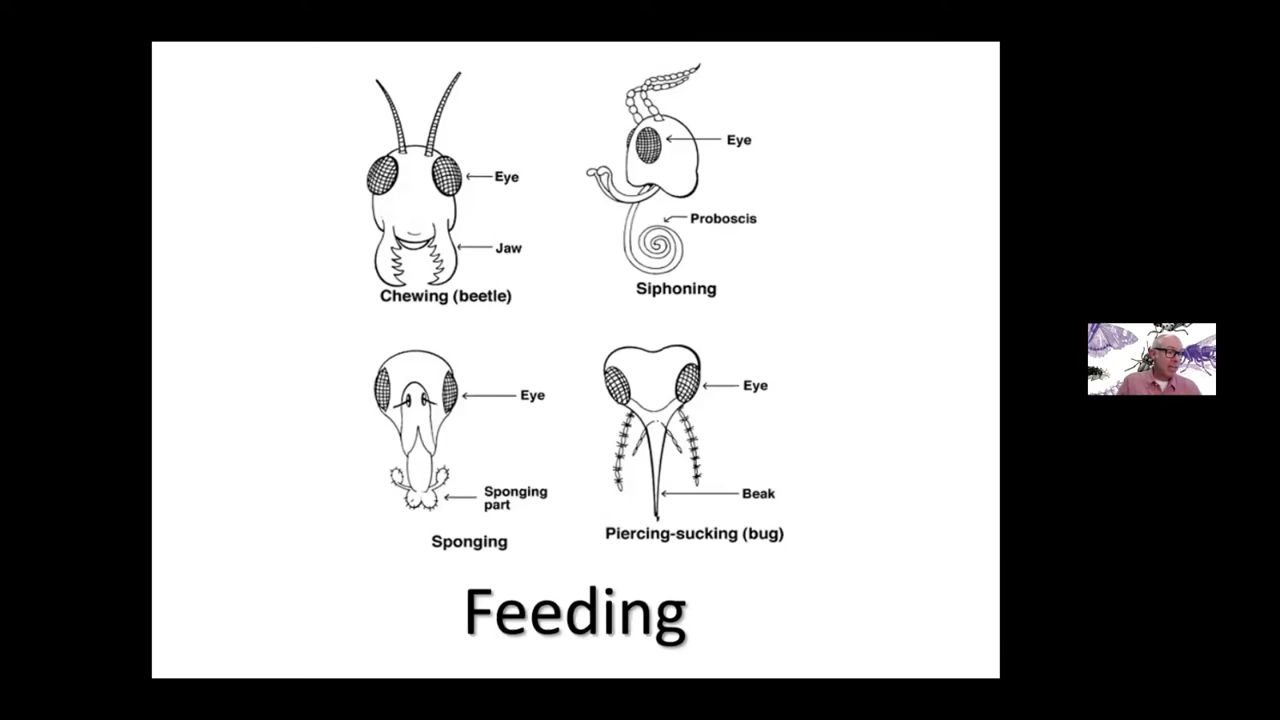 Eye
Jaw
Chewing (beetle)
Eye
Proboscis
Siphoning
Eye
Sponging
part
Sponging
Eye
Beak
Piercing-sucking (bug)
Feeding